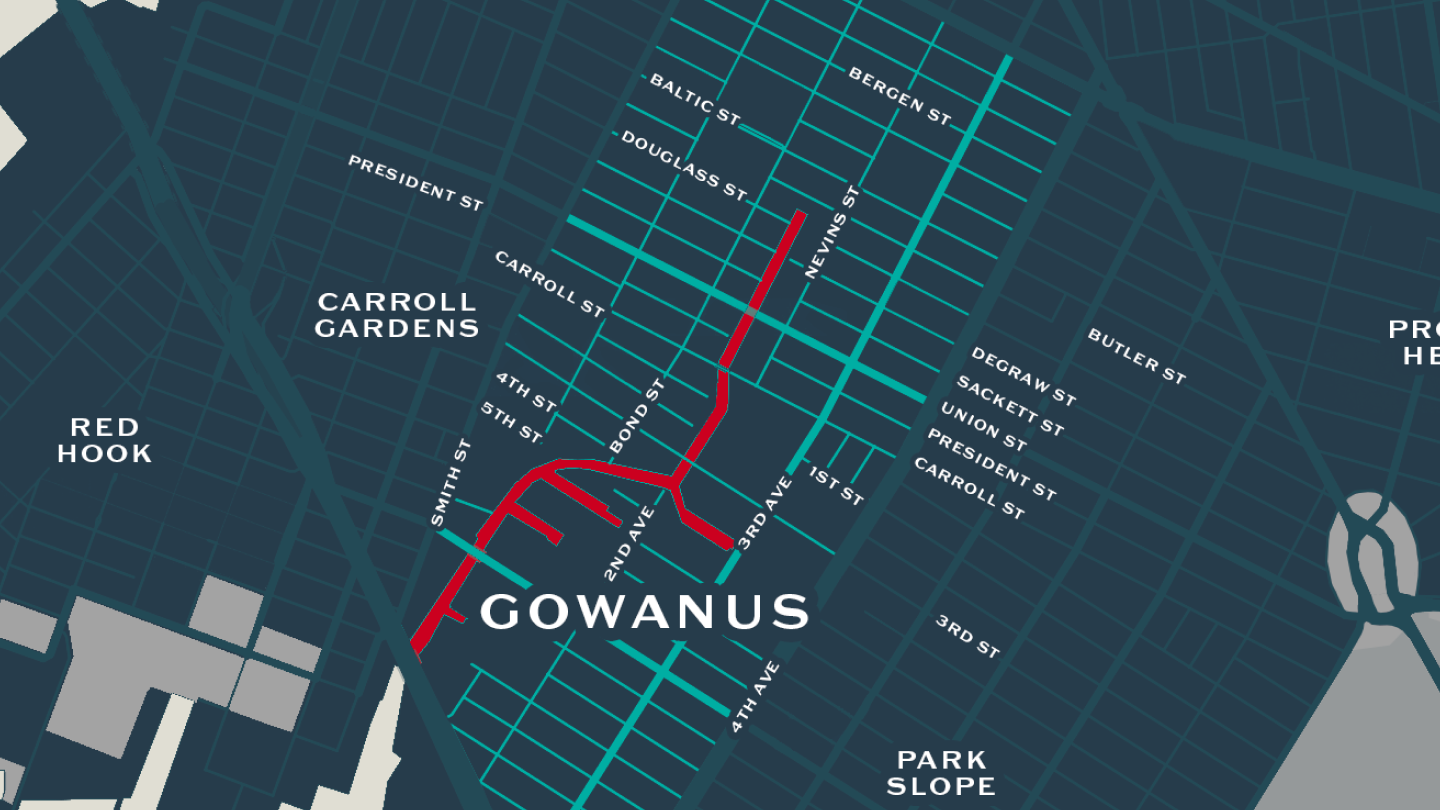 BERGEN ST
BALTIC ST
DOUGLASS ST
PRESIDENT ST
NEVINS ST
CARROLL ST
CARROLL
GARDENS
PRO
HE
BUTLER ST
DEGRAW ST
SACKETT ST
UNION ST
PRESIDENT ST
CARROLL ST
4TH ST
5TH ST
BOND ST
RED
HOOK
SMITH ST
1ST ST
3RD AVE
2ND AVE
GOWANUS
3RD ST
4TH AVE
PARK
SLOPE